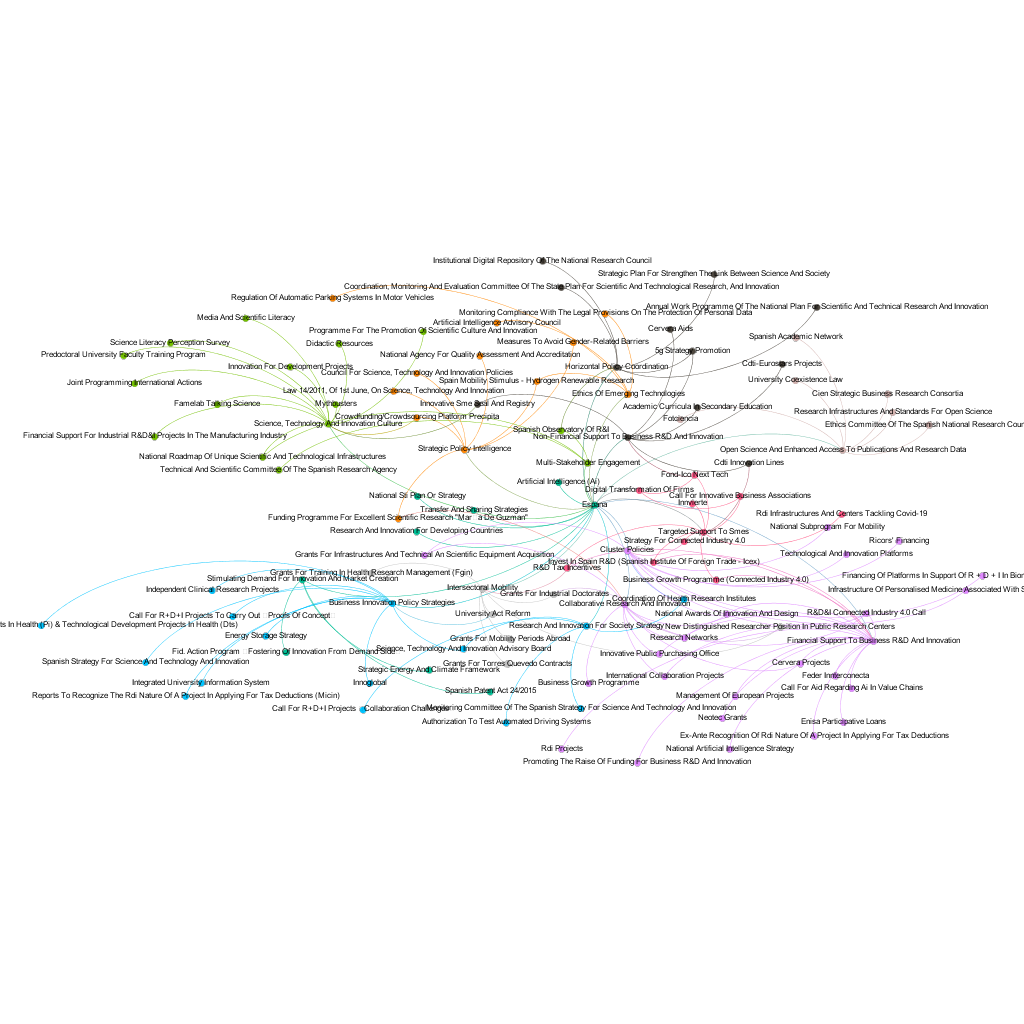 Institutional Digital Repository Of The National Research Council
Strategic Plan For Strengthen The Link Between Science And Society
Coordination, Monitoring And Evaluation Committee Of The State Plan For Scientific And Technological Research, And Innovation
Regulation Of Automatic Parking Systems In Motor Vehicles
Annual Work Programme Of The National Plan For Scientific And Technical Research And Innovation
Monitoring Compliance With The Legal Provisions On The Protection Of Personal Data
Media And Scientific Literacy
Artificial Intelligence Advisory Council
Programme For The Promotion Of Scientific Culture And Innovation
Cervera Aids
Spanish Academic Network
Science Literacy Perception Survey
Didactic Resources
Measures To Avoid Gender-Related Barriers
5g Strategy Promotion
Predoctoral University Faculty Training Program
National Agency For Quality Assessment And Accreditation
Innovation For Development Projects
Horizontal Policy Coordination
Cdti-Eurostars Projects
Council For Science, Technology And Innovation Policies
Joint Programming International Actions
Spain Mobility Stimulus - Hydrogen Renewable Research
University Coexistence Law
Law 14/2011, Of 1st June, On Science, Technology And Innovation
Ethics Of Emerging Technologies
Cien Strategic Business Research Consortia
Famelab Talking Science
Mythbusters
Innovative Sme Seal And Registry
Academic Curricula In Secondary Education
Research Infrastructures And Standards For Open Science
Crowdfunding/Crowdsourcing Platform Precipita
Fotciencia
Science, Technology And Innovation Culture
Ethics Committee Of The Spanish National Research Coun
Spanish Observatory Of R&I
Financial Support For Industrial R&D&I Projects In The Manufacturing Industry
Non-Financial Support To Business R&D And Innovation
Strategic Policy Intelligence
Open Science And Enhanced Access To Publications And Research Data
National Roadmap Of Unique Scientific And Technological Infrastructures
Multi-Stakeholder Engagement
Cdti Innovation Lines
Technical And Scientific Committee Of The Spanish Research Agency
Fond-Ico Next Tech
Artificial Intelligence (Ai)
Digital Transformation Of Firms
National Sti Plan Or Strategy
Call For Innovative Business Associations
Espana
Innvierte
Transfer And Sharing Strategies
Rdi Infrastructures And Centers Tackling Covid-19
Funding Programme For Excellent Scientific Research "Mar a De Guzman"
National Subprogram For Mobility
Research And Innovation For Developing Countries
Targeted Support To Smes
Strategy For Connected Industry 4.0
Ricors' Financing
Cluster Policies
Grants For Infrastructures And Technical An Scientific Equipment Acquisition
Technological And Innovation Platforms
Invest In Spain R&D (Spanish Institute Of Foreign Trade - Icex)
R&D Tax Incentives
Grants For Training In Health Research Management (Fgin)
Stimulating Demand For Innovation And Market Creation
Business Growth Programme (Connected Industry 4.0)
Financing Of Platforms In Support Of R + D + I In Biom
Intersectoral Mobility
Independent Clinical Research Projects
Grants For Industrial Doctorates
Infrastructure Of Personalised Medicine Associated With S
Coordination Of Health Research Institutes
Business Innovation Policy Strategies
Collaborative Research And Innovation
University Act Reform
National Awards Of Innovation And Design
R&D&I Connected Industry 4.0 Call
Call For R+D+I Projects To Carry Out
Proofs Of Concept
ts In Health (Pi) & Technological Development Projects In Health (Dts)
Research And Innovation For Society Strategy
New Distinguished Researcher Position In Public Research Centers
Energy Storage Strategy
Grants For Mobility Periods Abroad
Research Networks
Financial Support To Business R&D And Innovation
Science, Technology And Innovation Advisory Board
Fid. Action Program
Fostering Of Innovation From Demand Side
Innovative Public Purchasing Office
Spanish Strategy For Science And Technology And Innovation
Grants For Torres Quevedo Contracts
Cervera Projects
Strategic Energy And Climate Framework
International Collaboration Projects
Feder Innterconecta
Integrated University Information System
Innoglobal
Business Growth Programme
Call For Aid Regarding Ai In Value Chains
Spanish Patent Act 24/2015
Reports To Recognize The Rdi Nature Of A Project In Applying For Tax Deductions (Micin)
Management Of European Projects
Call For R+D+I Projects
Collaboration Challenges
Monitoring Committee Of The Spanish Strategy For Science And Technology And Innovation
Neotec Grants
Authorization To Test Automated Driving Systems
Enisa Participative Loans
Ex-Ante Recognition Of Rdi Nature Of A Project In Applying For Tax Deductions
Rdi Projects
National Artificial Intelligence Strategy
Promoting The Raise Of Funding For Business R&D And Innovation